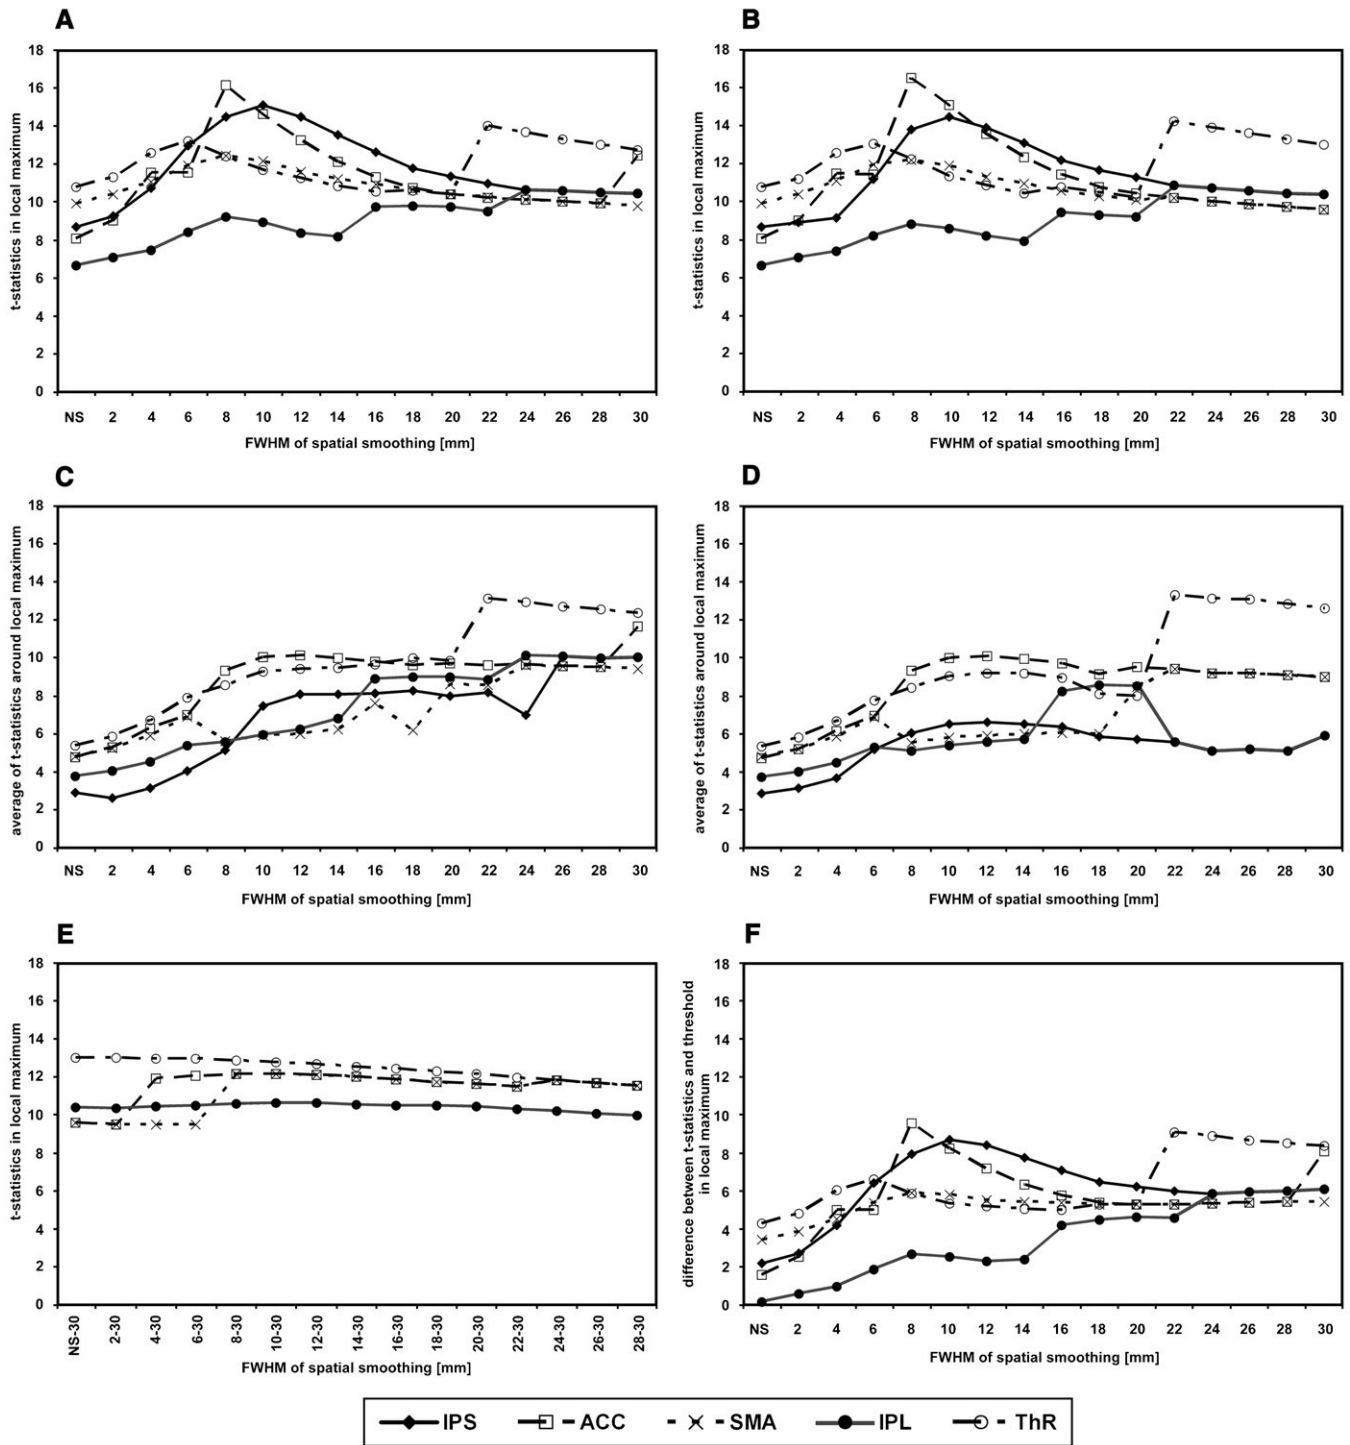 A
t-statistics in local maximum
18
16
14
12
10
8
6
4
2
0
NS 2 4 6 8 10 12 14 16 18 20 22 24 26 28 30
FWHM of spatial smoothing [mm]
B
t-statistics in local maximum
18
16
14
12
10
8
6
4
2
0
NS 2 4 6 8 10 12 14 16 18 20 22 24 26 28 30
FWHM of spatial smoothing [mm]
C
average of t-statistics around local maximum
18
16
14
12
10
8
6
4
2
0
NS 2 4 6 8 10 12 14 16 18 20 22 24 26 28 30
FWHM of spatial smoothing [mm]
D
average of t-statistics around local maximum
18
16
14
12
10
8
6
4
2
0
NS 2 4 6 8 10 12 14 16 18 20 22 24 26 28 30
FWHM of spatial smoothing [mm]
E
t-statistics in local maximum
18
16
14
12
10
8
6
4
2
0
NS-30 2-30 4-30 6-30 8-30 10-30 12-30 14-30 16-30 18-30 20-30 22-30 24-30 26-30 28-30
FWHM of spatial smoothing [mm]
F
difference between t-statistics and threshold
in local maximum
18
16
14
12
10
8
6
4
2
0
NS 2 4 6 8 10 12 14 16 18 20 22 24 26 28 30
FWHM of spatial smoothing [mm]
IPS ACC SMA IPL ThR